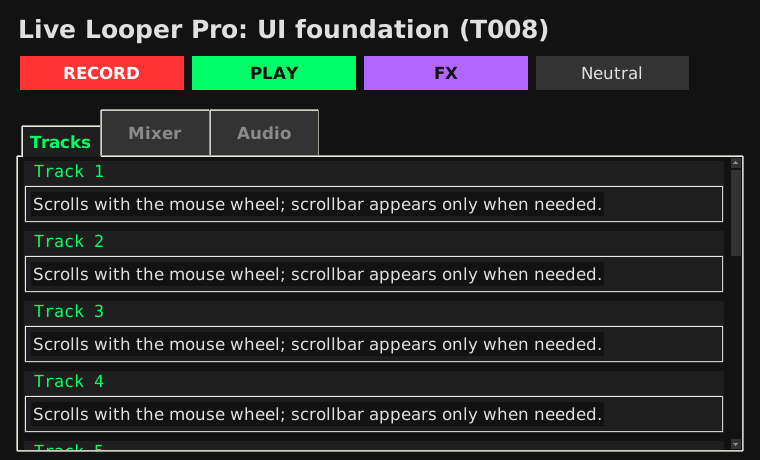 Live Looper Pro: UI foundation (T008)
RECORD PLAY FX Neutral
Tracks Mixer Audio
Track 1
Scrolls with the mouse wheel; scrollbar appears only when needed.
Track 2
Scrolls with the mouse wheel; scrollbar appears only when needed.
Track 3
Scrolls with the mouse wheel; scrollbar appears only when needed.
Track 4
Scrolls with the mouse wheel; scrollbar appears only when needed.
Track 5